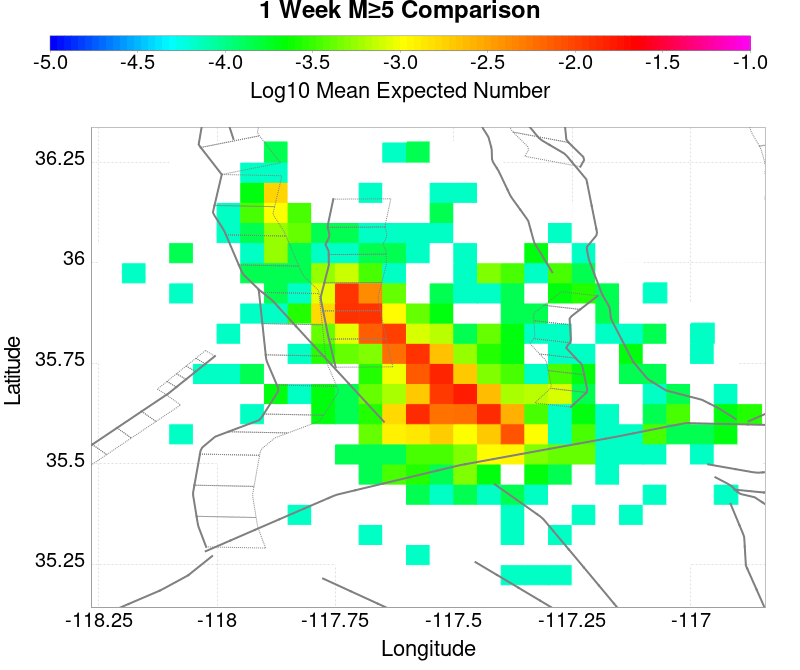 1 Week M≥5 Comparison
-5.0 -4.5 -4.0 -3.5 -3.0 -2.5 -2.0 -1.5 -1.0
Log10 Mean Expected Number
36.25
36
35.75
35.5
35.25
Latitude
-118.25 -118 -117.75 -117.5 -117.25 -117
Longitude